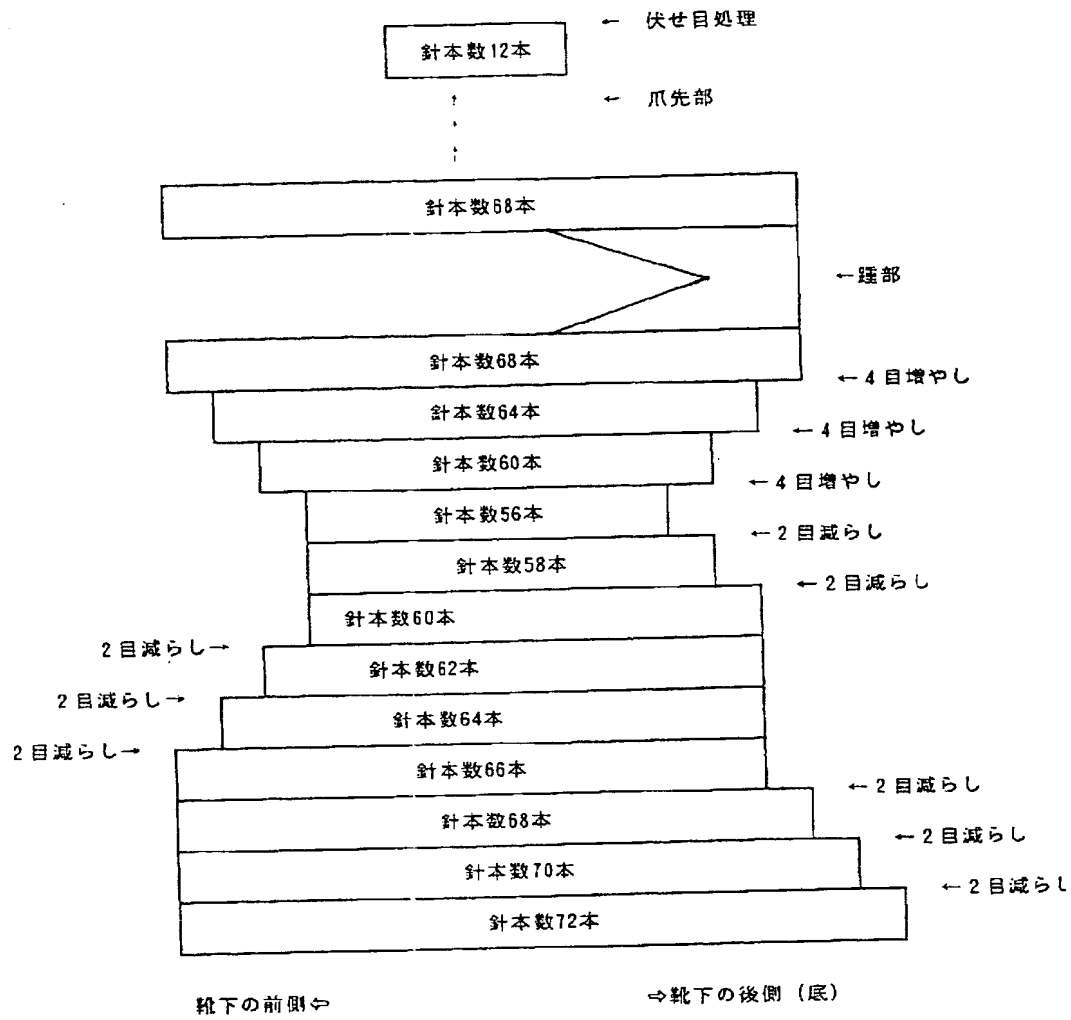 ← 伏せ目処理
針本数12本
← 爪先部
針本数68本
←踵部
針本数68本
←4目増やし
針本数64本
←4目増やし
針本数60本
←4目増やし
針本数56本
←2目減らし
針本数58本
←2目減らし
針本数60本
2目減らし→
針本数62本
2目減らし→
針本数64本
2目減らし→
針本数66本
←2目減らし
針本数68本
←2目減らし
針本数70本
←2目減らし
針本数72本
靴下の前側⇦ ⇨靴下の後側(底)